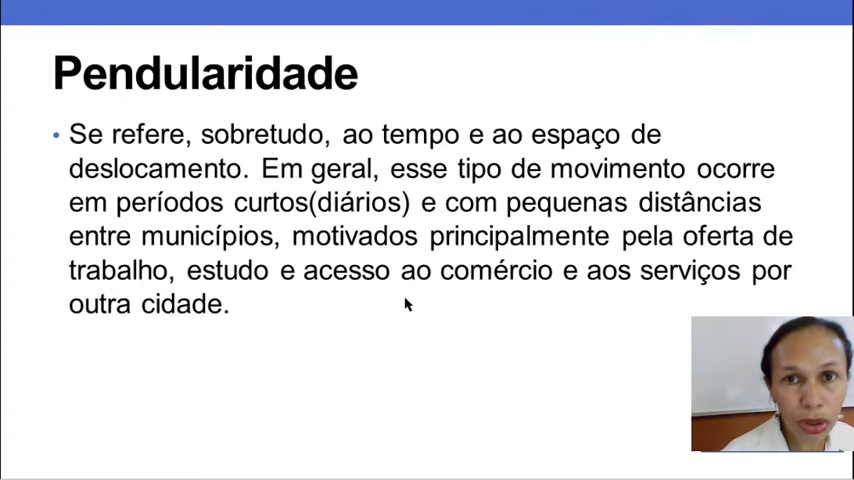 Pendularidade
• Se refere, sobretudo, ao tempo e ao espaço de
deslocamento. Em geral, esse tipo de movimento ocorre
em períodos curtos(diários) e com pequenas distâncias
entre municípios, motivados principalmente pela oferta de
trabalho, estudo e acesso ao comércio e aos serviços por
outra cidade.